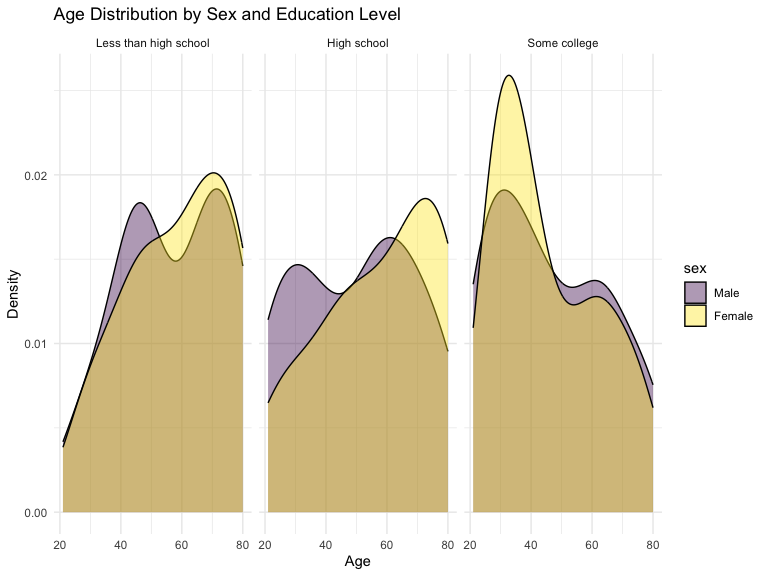 Age Distribution by Sex and Education Level
Less than high school
High school
Some college
0.02
0.01
0.00
Density
20 40 60 80 20 40 60 80 20 40 60 80
Age
sex
Male
Female